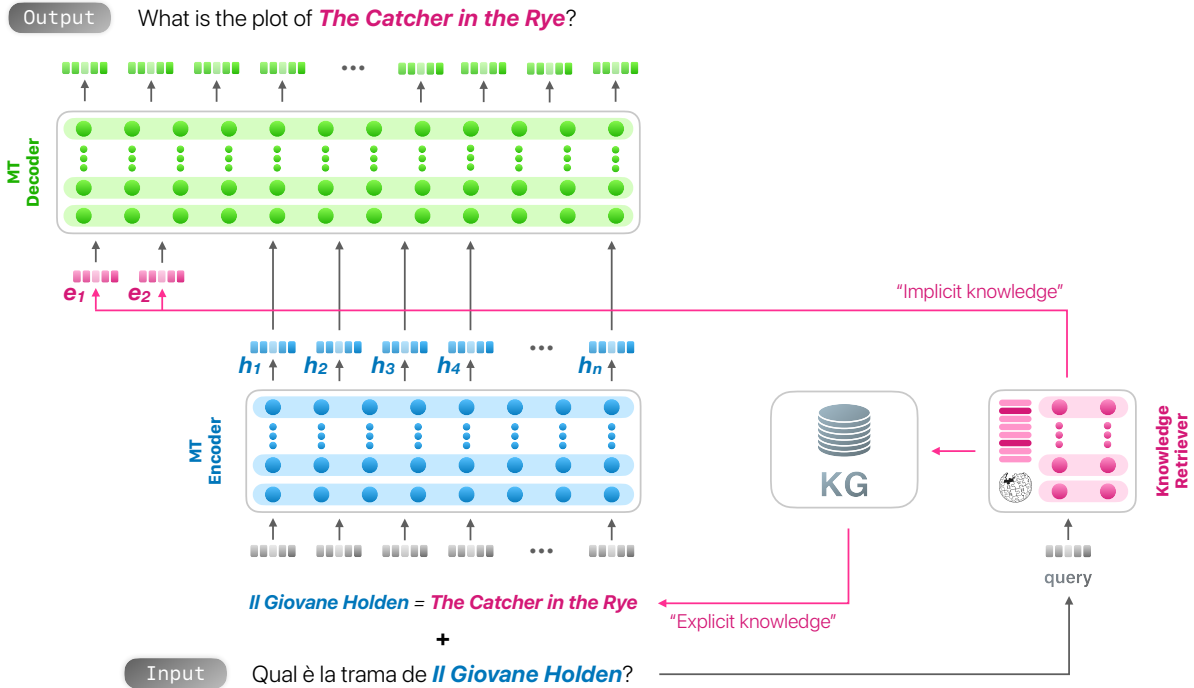 Output What is the plot of The Catcher in the Rye?
...
MT
Decoder
e1 e2
"Implicit knowledge"
h1 h2 h3 h4 ... hn
MT
Encoder
KG
Knowledge
Retriever
...
query
Il Giovane Holden = The Catcher in the Rye
"Explicit knowledge"
+
Input Qual è la trama de Il Giovane Holden?